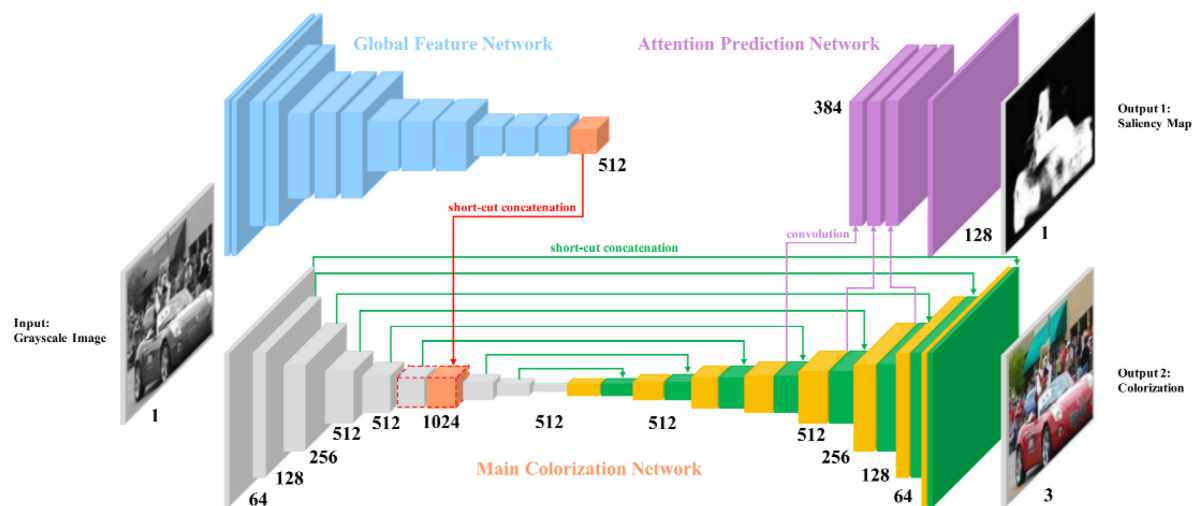 Global Feature Network
Attention Prediction Network
384
Output 1:
Saliency Map
512
short-cut concatenation
convolution
128
1
short-cut concatenation
Input:
Grayscale Image
Output 2:
Colorization
1
512
512
1024
512
512
512
256
256
128
Main Colorization Network
128
64
64
3